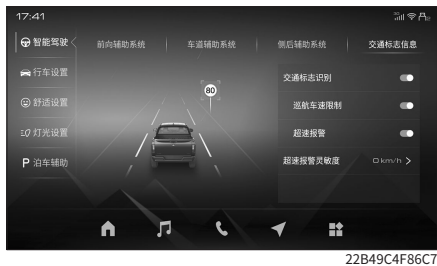 17:41
智能驾驶
前向辅助系统
车道辅助系统
侧后辅助系统
交通标志信息
行车设置
舒适设置
灯光设置
P 泊车辅助
80
交通标志识别
巡航车速限制
超速报警
超速报警灵敏度
0 km/h >
22B49C4F86C7